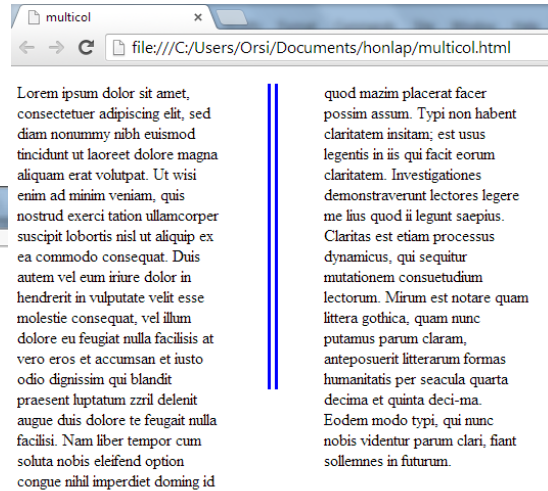 multicol
file:///C:/Users/Orsi/Documents/honlap/multicol.html
Lorem ipsum dolor sit amet,
consectetuer adipiscing elit, sed
diam nonummy nibh euismod
tincidunt ut laoreet dolore magna
aliquam erat volutpat. Ut wisi
enim ad minim veniam, quis
nostrud exerci tation ullamcorper
suscipit lobortis nisl ut aliquip ex
ea commodo consequat. Duis
autem vel eum iriure dolor in
hendrerit in vulputate velit esse
molestie consequat, vel illum
dolore eu feugiat nulla facilisis at
vero eros et accumsan et iusto
odio dignissim qui blandit
praesent luptatum zzril delenit
augue duis dolore te feugait nulla
facilisi. Nam liber tempor cum
soluta nobis eleifend option
congue nihil imperdiet doming id
quod mazim placerat facer
possim assum. Typi non habent
claritatem insitam; est usus
legentis in iis qui facit eorum
claritatem. Investigationes
demonstraverunt lectores legere
me lius quod ii legunt saepius.
Claritas est etiam processus
dynamicus, qui sequitur
mutationem consuetudium
lectorum. Mirum est notare quam
littera gothica, quam nunc
putamus parum claram,
anteposuerit litterarum formas
humanitatis per seacula quarta
decima et quinta deci-ma.
Eodem modo typi, qui nunc
nobis videntur parum clari, fiant
sollemnes in futurum.